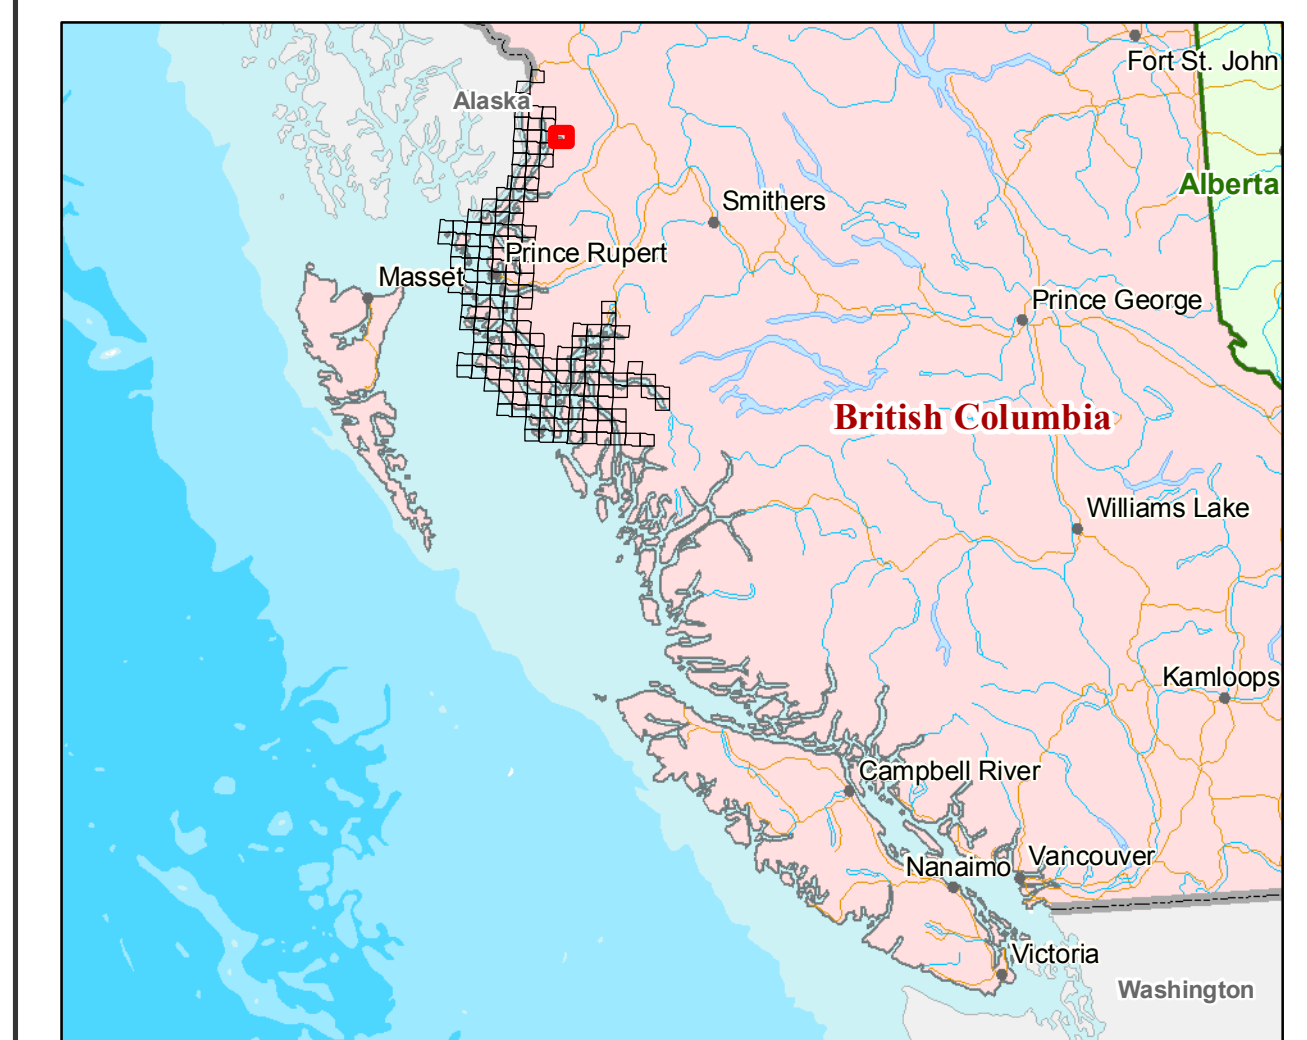 Fort St. John
Alaska
Alberta
Smithers
Prince Rupert
Masset
Prince George
British Columbia
Williams Lake
Kamloops
Campbell River
Vancouver
Nanaimo
Victoria
Washington